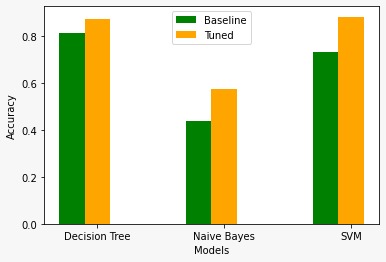 Baseline
Tuned
Accuracy
0.8
0.6
0.4
0.2
0.0
Decision Tree
Naive Bayes
SVM
Models